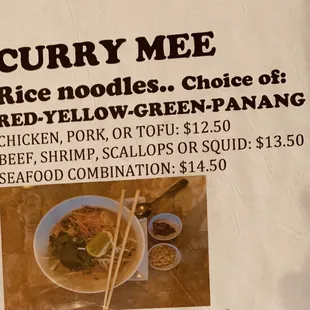 CURRY MEE
Rice noodles.. Choice of:
RED-YELLOW-GREEN-PANANG
CHICKEN, PORK, OR TOFU: $12.50
BEEF, SHRIMP, SCALLOPS OR SQUID: $13.50
SEAFOOD COMBINATION: $14.50